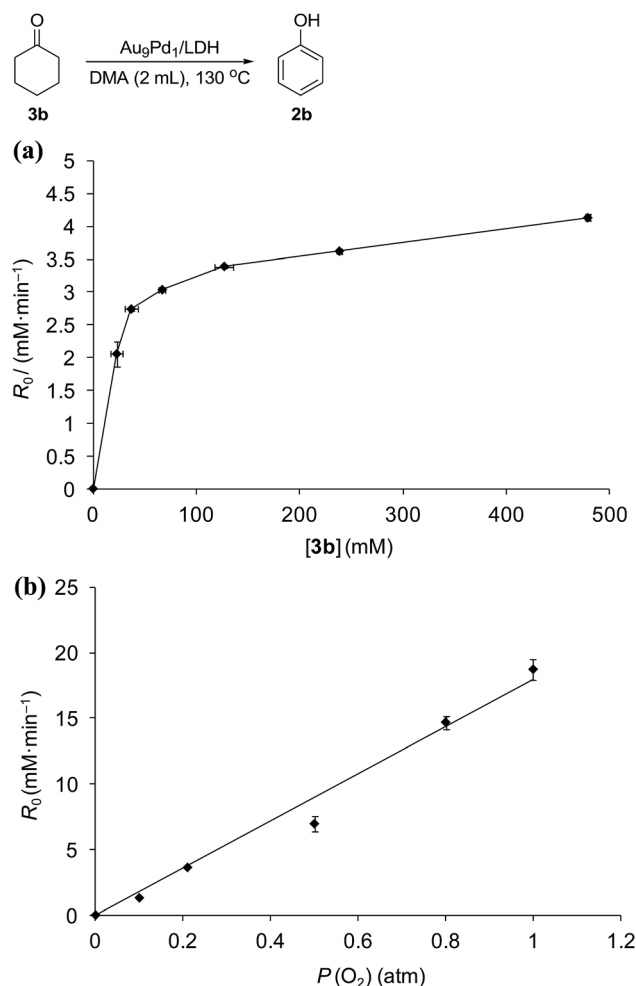 O
OH
Au₉Pd₁/LDH
DMA (2 mL), 130 °C
3b
2b
(a)
5
4.5
4
3.5
3
2.5
2
1.5
1
0.5
0
R₀ / (mM·min⁻¹)
0 100 200 300 400 500
[3b] (mM)
(b)
25
20
15
10
5
0
R₀ (mM·min⁻¹)
0 0.2 0.4 0.6 0.8 1 1.2
P (O₂) (atm)